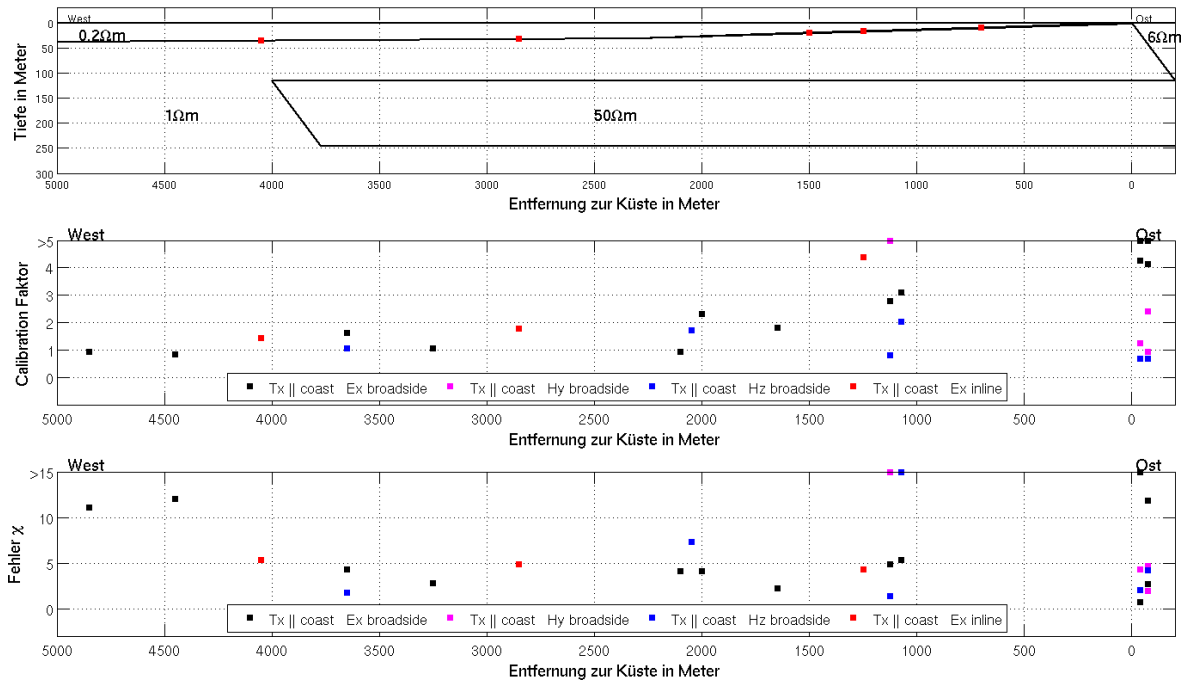 West
Ost
0.2Ωm
6Ωm
1Ωm
50Ωm
Tiefe in Meter
0
50
100
150
200
250
300
5000 4500 4000 3500 3000 2500 2000 1500 1000 500 0
Entfernung zur Küste in Meter
West
Ost
Calibration Faktor
>5
4
3
2
1
0
Tx || coast Ex broadside Tx || coast Hy broadside Tx || coast Hz broadside Tx || coast Ex inline
5000 4500 4000 3500 3000 2500 2000 1500 1000 500 0
Entfernung zur Küste in Meter
West
Ost
Fehler χ
>15
10
5
0
Tx || coast Ex broadside Tx || coast Hy broadside Tx || coast Hz broadside Tx || coast Ex inline
5000 4500 4000 3500 3000 2500 2000 1500 1000 500 0
Entfernung zur Küste in Meter